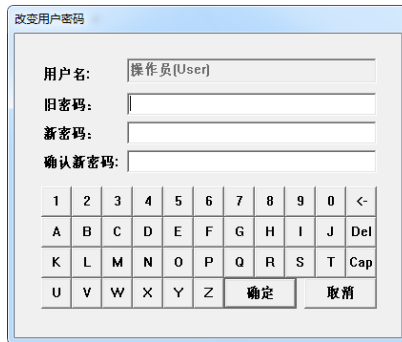 改变用户密码
用户名: 操作员(User)
旧密码:
新密码:
确认新密码:
1 2 3 4 5 6 7 8 9 0 <-
A B C D E F G H I J Del
K L M N O P Q R S T Cap
U V W X Y Z 确定 取消